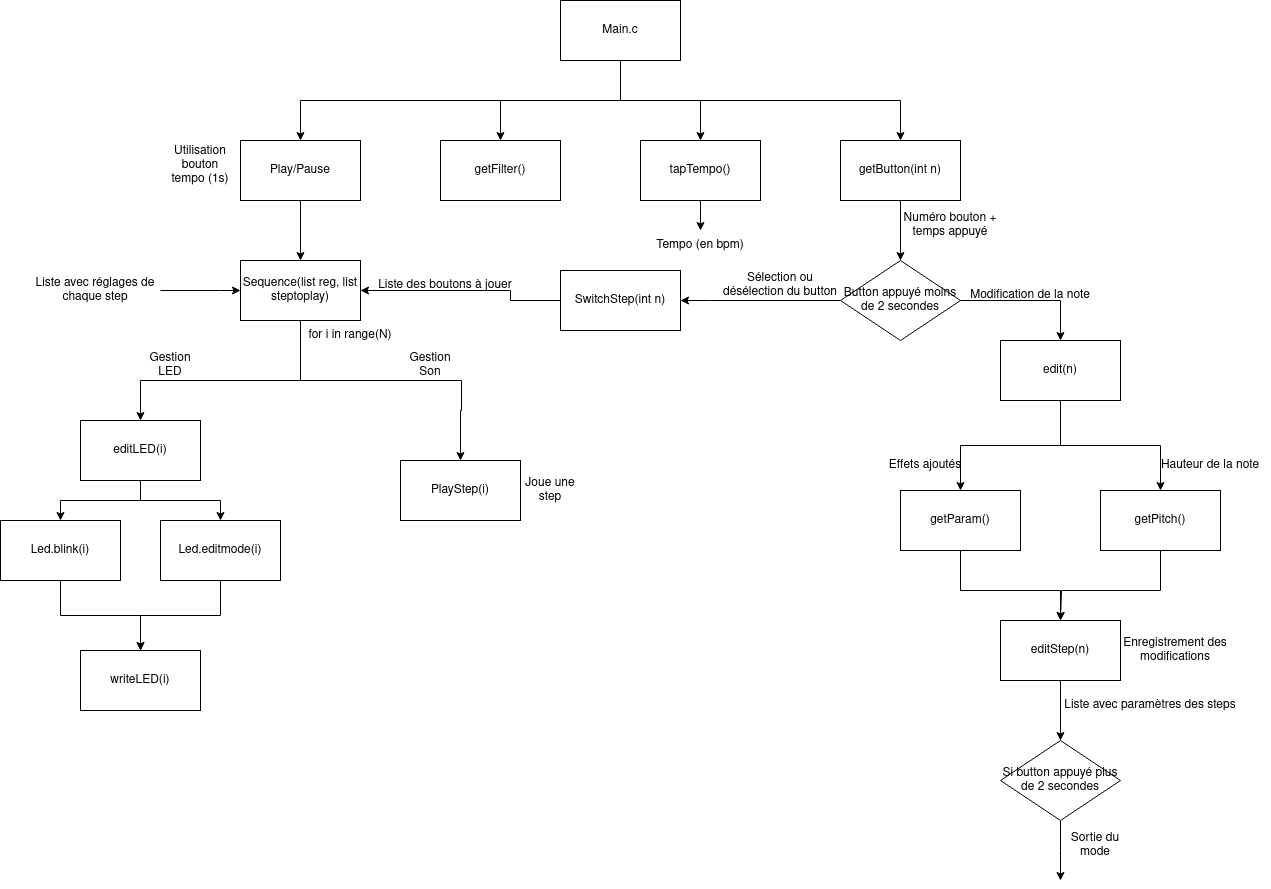 Main.c
Utilisation
bouton
tempo (1s)
Play/Pause
getFilter()
tapTempo()
getButton(int n)
Numéro bouton +
temps appuyé
Tempo (en bpm)
Liste avec réglages de
chaque step
Sequence(list reg, list
steptoplay)
Liste des boutons à jouer
SwitchStep(int n)
Sélection ou
désélection du button
Button appuyé moins
de 2 secondes
Modification de la note
for i in range(N)
Gestion
LED
Gestion
Son
edit(n)
editLED(i)
Effets ajoutés
Hauteur de la note
PlayStep(i)
Joue une
step
getParam()
getPitch()
Led.blink(i)
Led.editmode(i)
editStep(n)
Enregistrement des
modifications
writeLED(i)
Liste avec paramètres des steps
Si button appuyé plus
de 2 secondes
Sortie du
mode